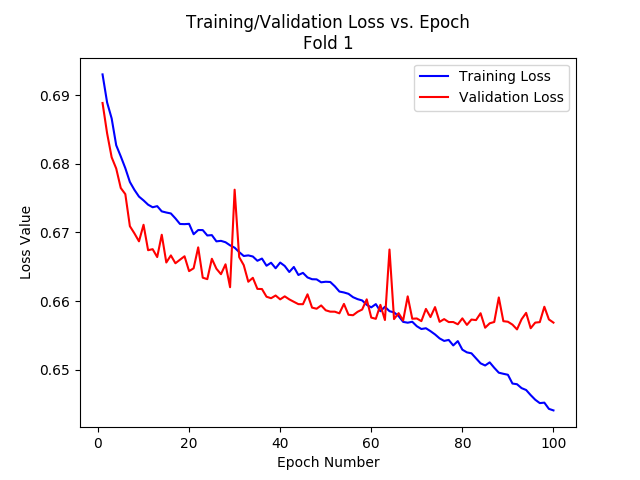 Training/Validation Loss vs. Epoch
Fold 1
Training Loss
Validation Loss
0.69
0.68
0.67
0.66
0.65
Loss Value
0 20 40 60 80 100
Epoch Number